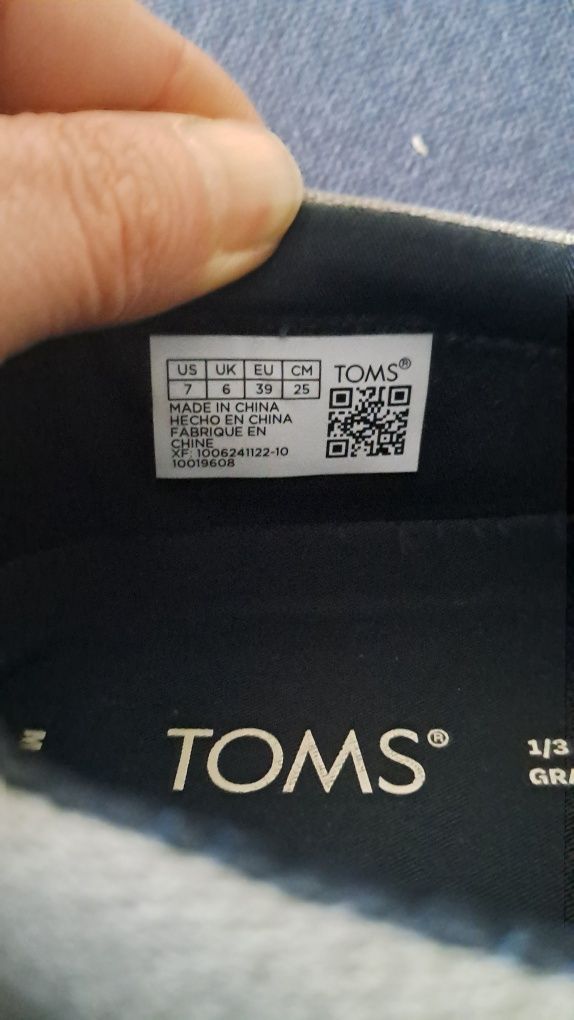 US UK EU CM
7 6 39 25
TOMS®
MADE IN CHINA
HECHO EN CHINA
FABRIQUE EN
CHINE
XF: 1006241122-10
10019608
M
TOMS®
1/3
GRA